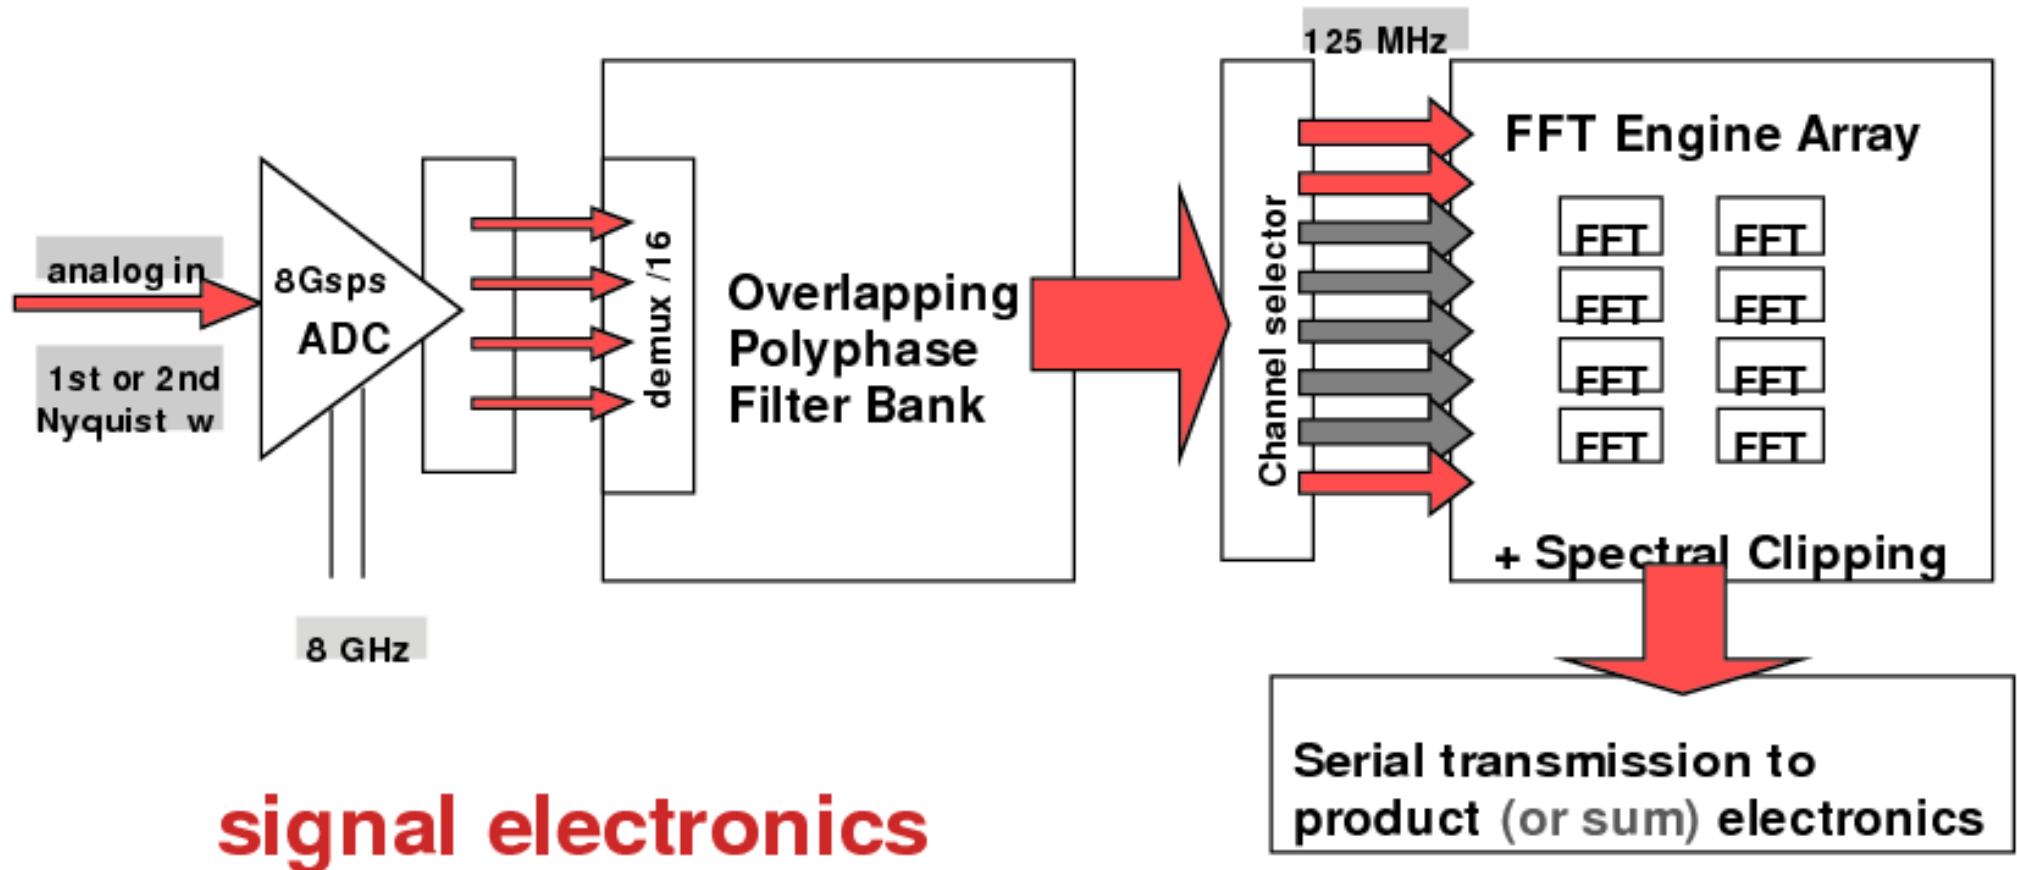 analog in
1st or 2nd
Nyquist w
8Gsps
ADC
8 GHz
demux /16
Overlapping
Polyphase
Filter Bank
Channel selector
125 MHz
FFT Engine Array
FFT FFT
FFT FFT
FFT FFT
FFT FFT
+ Spectral Clipping
Serial transmission to
product (or sum) electronics
signal electronics